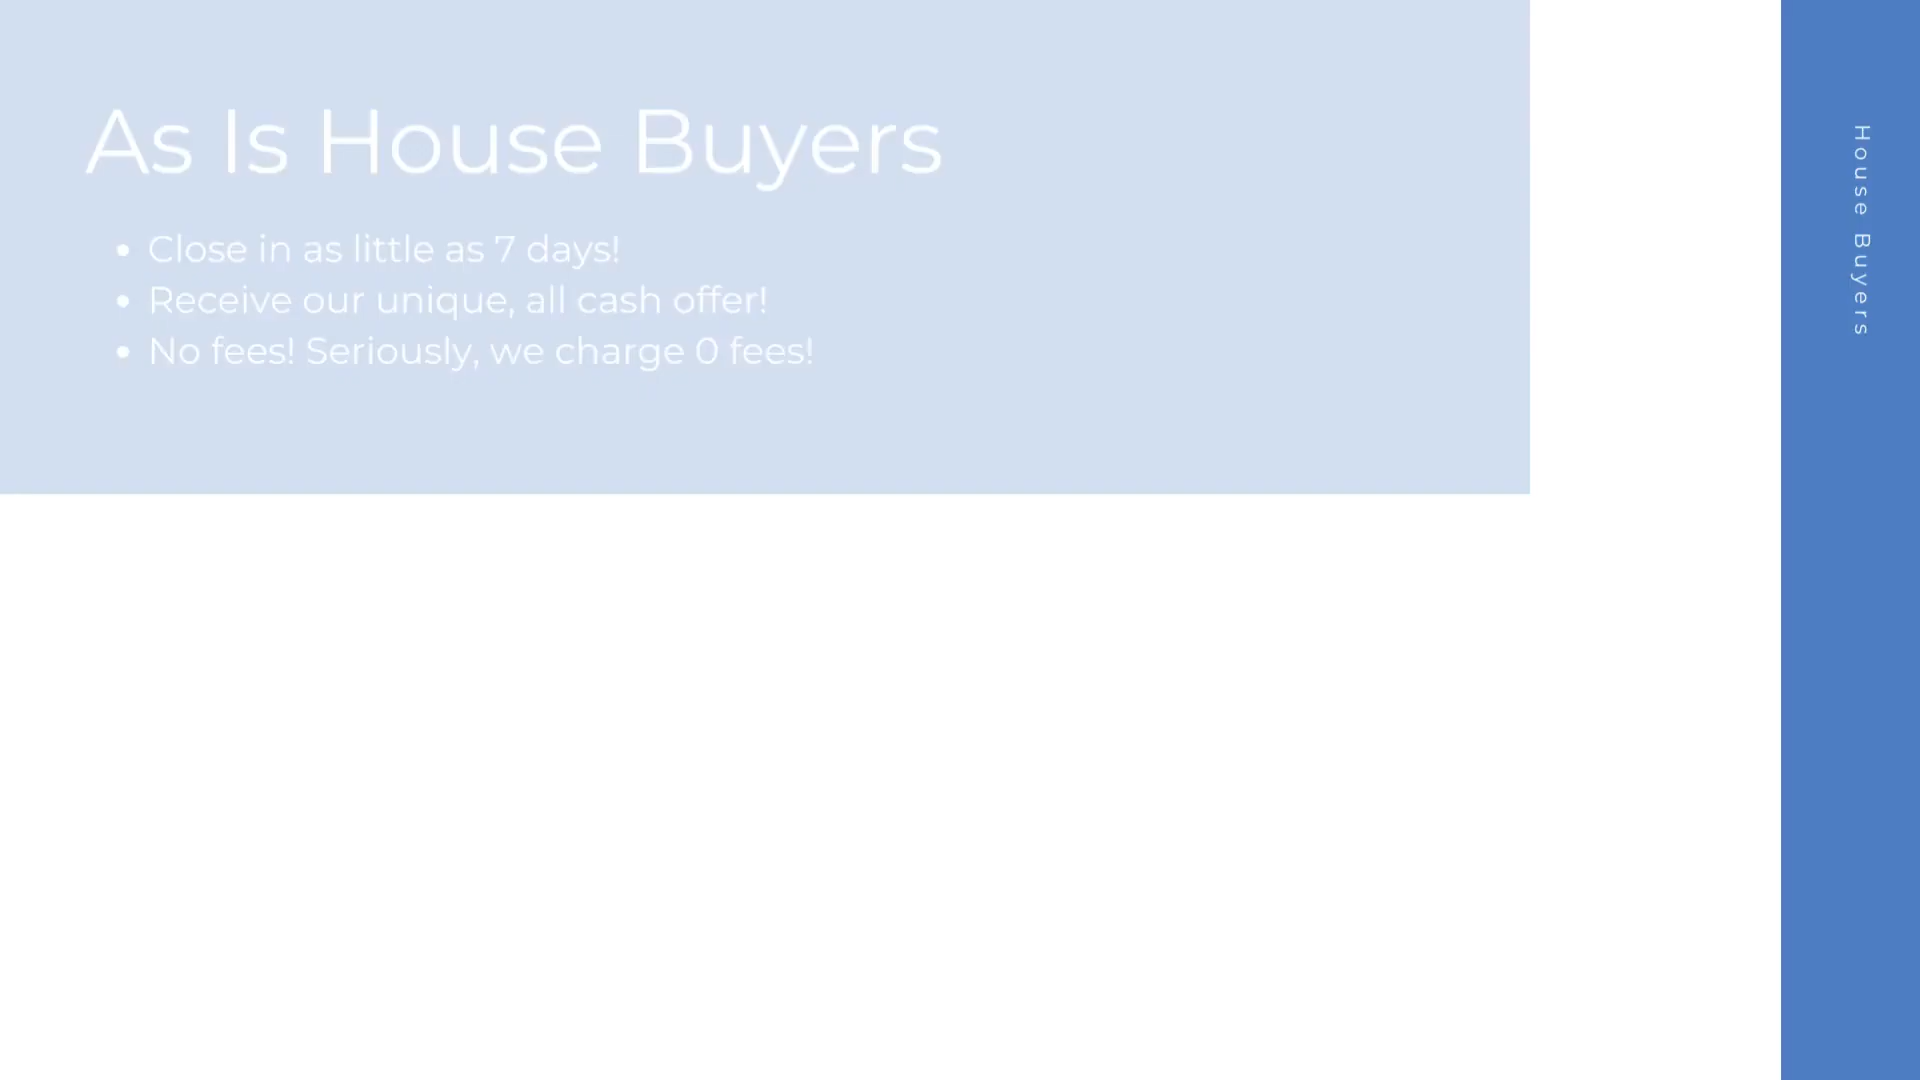 As Is House Buyers
• Close in as little as 7 days!
• Receive our unique, all cash offer!
• No fees! Seriously, we charge 0 fees!
House Buyers